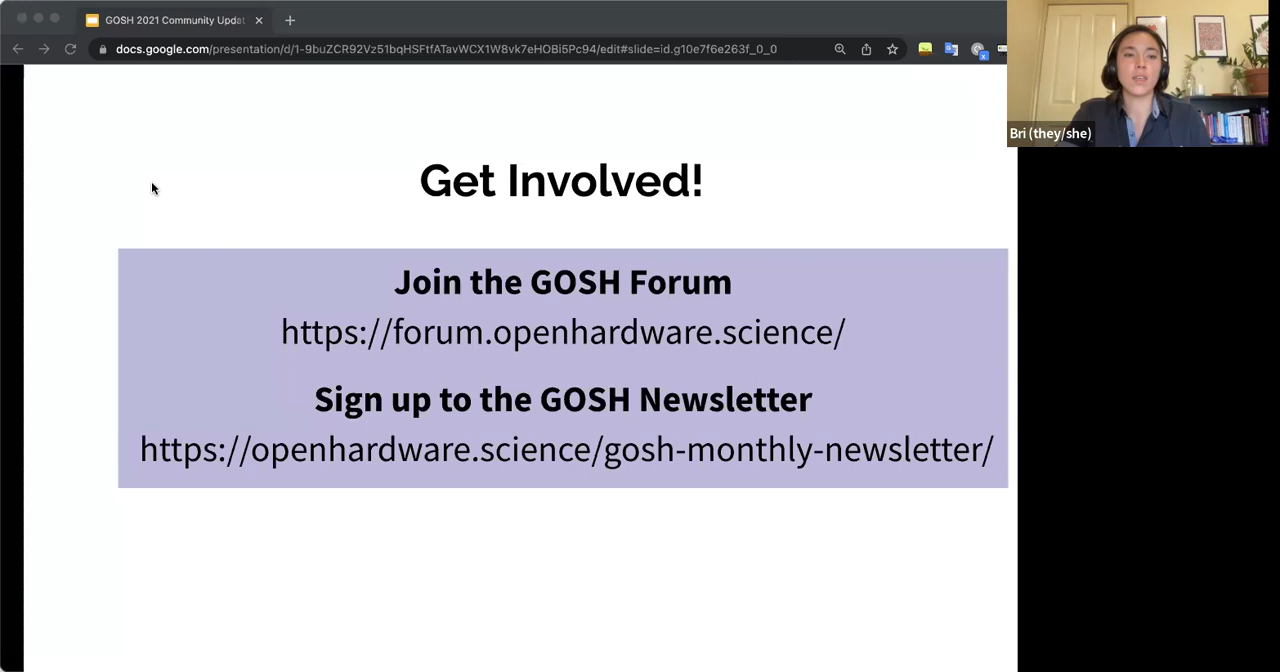 GOSH 2021 Community Updat
docs.google.com/presentation/d/1-9buZCR92Vz51bqHSFtfATavWCX1W8vk7eHOBi5Pc94/edit#slide=id.g10e7f6e263f_0_0
Bri (they/she)
Get Involved!
Join the GOSH Forum
https://forum.openhardware.science/
Sign up to the GOSH Newsletter
https://openhardware.science/gosh-monthly-newsletter/